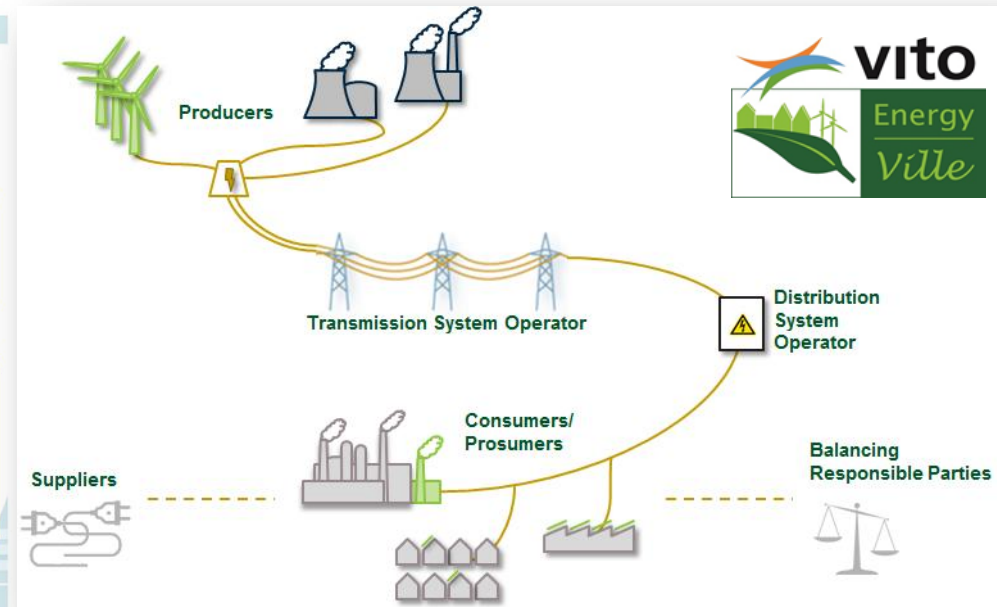 Producers
vito
Energy
Ville
Transmission System Operator
Distribution
System
Operator
Consumers/
Prosumers
Suppliers
Balancing
Responsible Parties